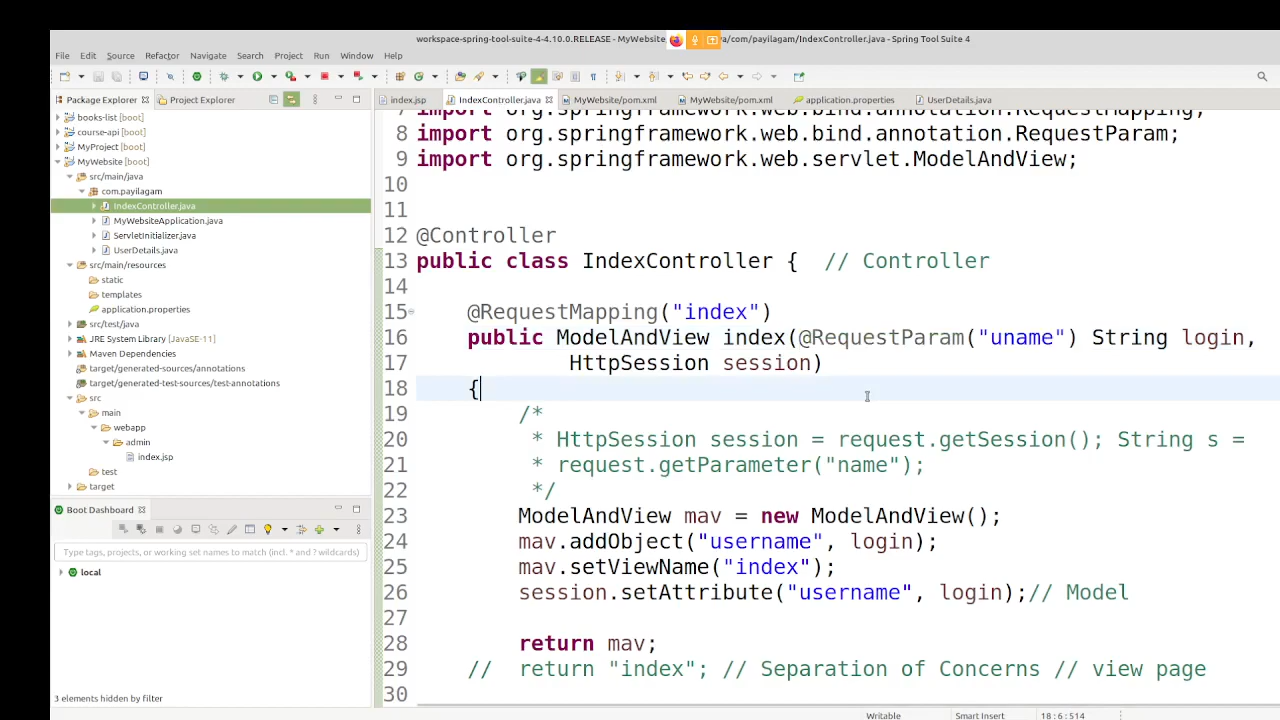 workspace-spring-tool-suite-4-4.10.0.RELEASE - MyWebsite/ va/com/payilagam/IndexController.java - Spring Tool Suite 4
File Edit Source Refactor Navigate Search Project Run Window Help
Package Explorer Project Explorer
index.jsp IndexController.java MyWebsite/pom.xml MyWebsite/pom.xml application.properties UserDetails.java
books-list [boot]
course-api [boot]
MyProject [boot]
MyWebsite [boot]
src/main/java
com.payilagam
IndexController.java
MyWebsiteApplication.java
ServletInitializer.java
UserDetails.java
src/main/resources
static
templates
application.properties
src/test/java
JRE System Library [JavaSE-11]
Maven Dependencies
target/generated-sources/annotations
target/generated-test-sources/test-annotations
src
main
webapp
admin
index.jsp
test
target
Boot Dashboard
Type tags, projects, or working set names to match (incl. * and ? wildcards)
local
3 elements hidden by filter
7 import org.springframework.web.bind.annotation.RequestMapping;
8 import org.springframework.web.bind.annotation.RequestParam;
9 import org.springframework.web.servlet.ModelAndView;
10
11
12 @Controller
13 public class IndexController {  // Controller
14
15 @RequestMapping("index")
16 public ModelAndView index(@RequestParam("uname") String login,
17 HttpSession session)
18 {
19 /*
20 * HttpSession session = request.getSession(); String s =
21 * request.getParameter("name");
22 */
23 ModelAndView mav = new ModelAndView();
24 mav.addObject("username", login);
25 mav.setViewName("index");
26 session.setAttribute("username", login);// Model
27
28 return mav;
29 //  return "index"; // Separation of Concerns // view page
30
Writable Smart Insert 18 : 6 : 514